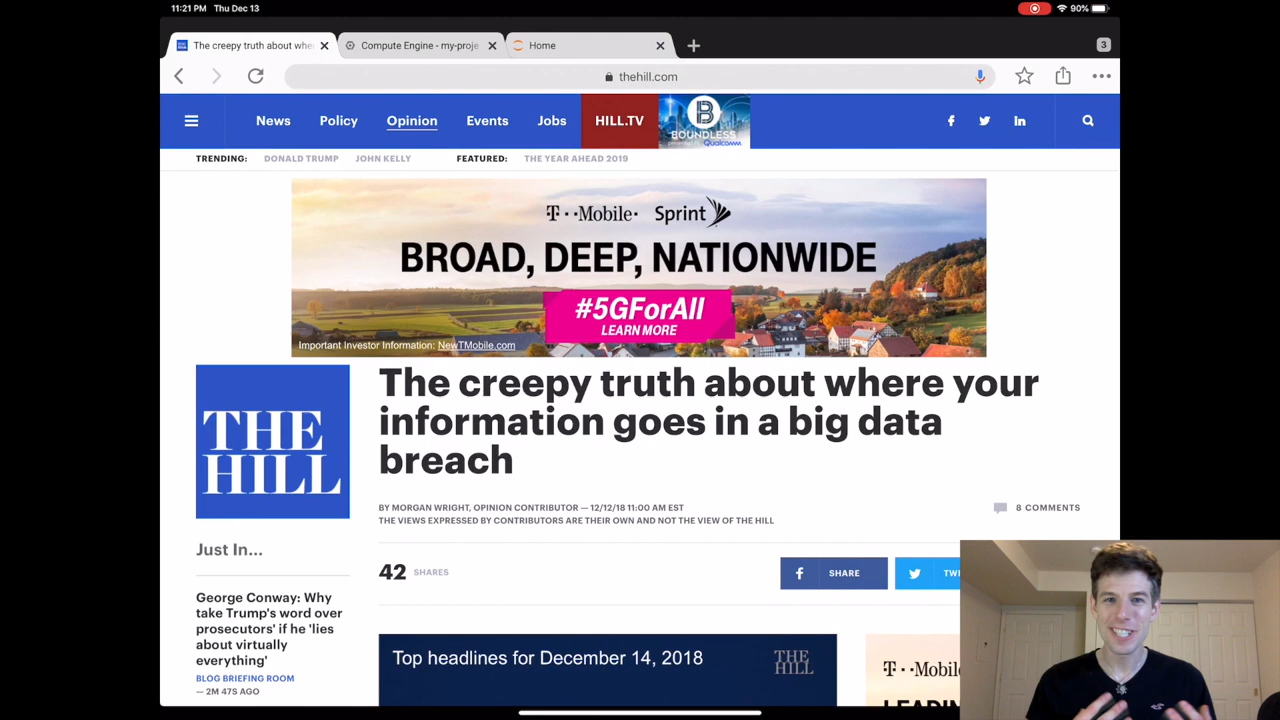 11:21 PM Thu Dec 13
90%
The creepy truth about whe
Compute Engine - my-proje
Home
3
thehill.com
News Policy Opinion Events Jobs HILL.TV
B
BOUNDLESS
Qualcomm
TRENDING: DONALD TRUMP JOHN KELLY FEATURED: THE YEAR AHEAD 2019
T··Mobile· Sprint
BROAD, DEEP, NATIONWIDE
#5GForAll
LEARN MORE
Important Investor Information: NewTMobile.com
THE
HILL
The creepy truth about where your
information goes in a big data
breach
BY MORGAN WRIGHT, OPINION CONTRIBUTOR — 12/12/18 11:00 AM EST
THE VIEWS EXPRESSED BY CONTRIBUTORS ARE THEIR OWN AND NOT THE VIEW OF THE HILL
8 COMMENTS
Just In...
42 SHARES
SHARE
TWE
George Conway: Why
take Trump's word over
prosecutors' if he 'lies
about virtually
everything'
BLOG BRIEFING ROOM
— 2M 47S AGO
Top headlines for December 14, 2018
THE
HILL
T··Mobile
LEADIN